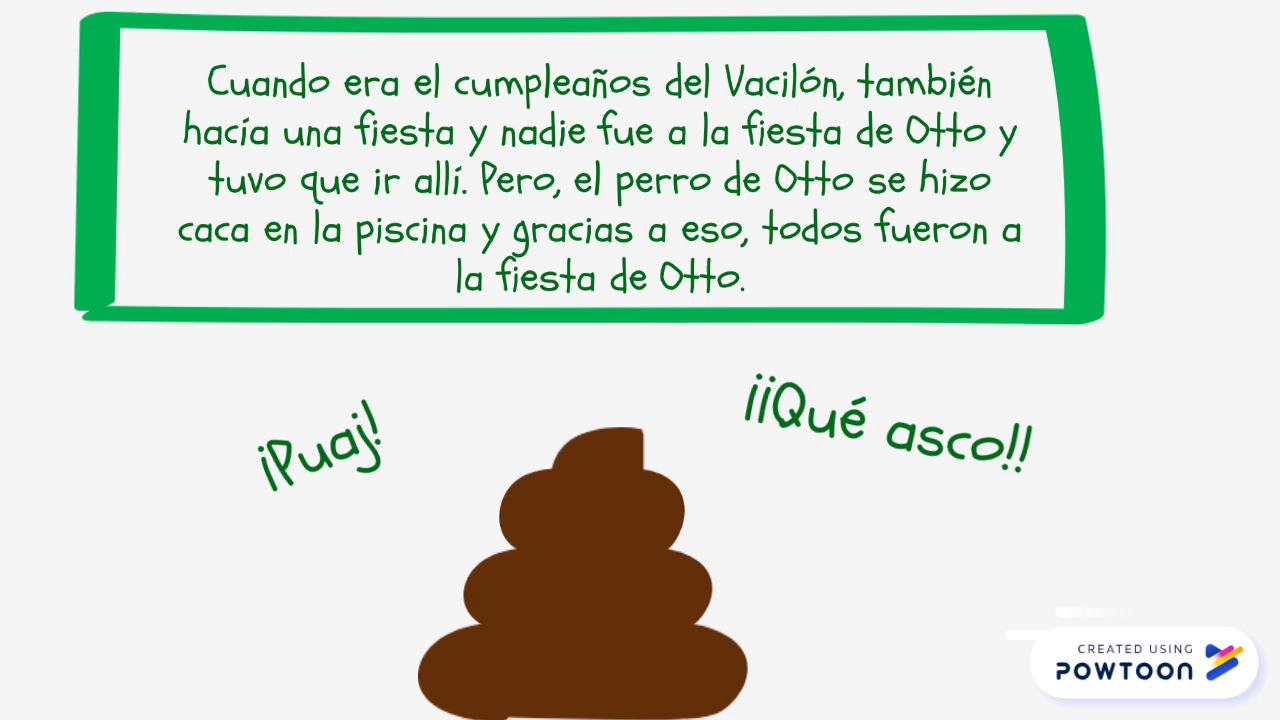 Cuando era el cumpleaños del Vacilón, también
hacía una fiesta y nadie fue a la fiesta de Otto y
tuvo que ir allí. Pero, el perro de Otto se hizo
caca en la piscina y gracias a eso, todos fueron a
la fiesta de Otto.
¡Puaj!
¡¡Qué asco!!
CREATED USING
POWTOON